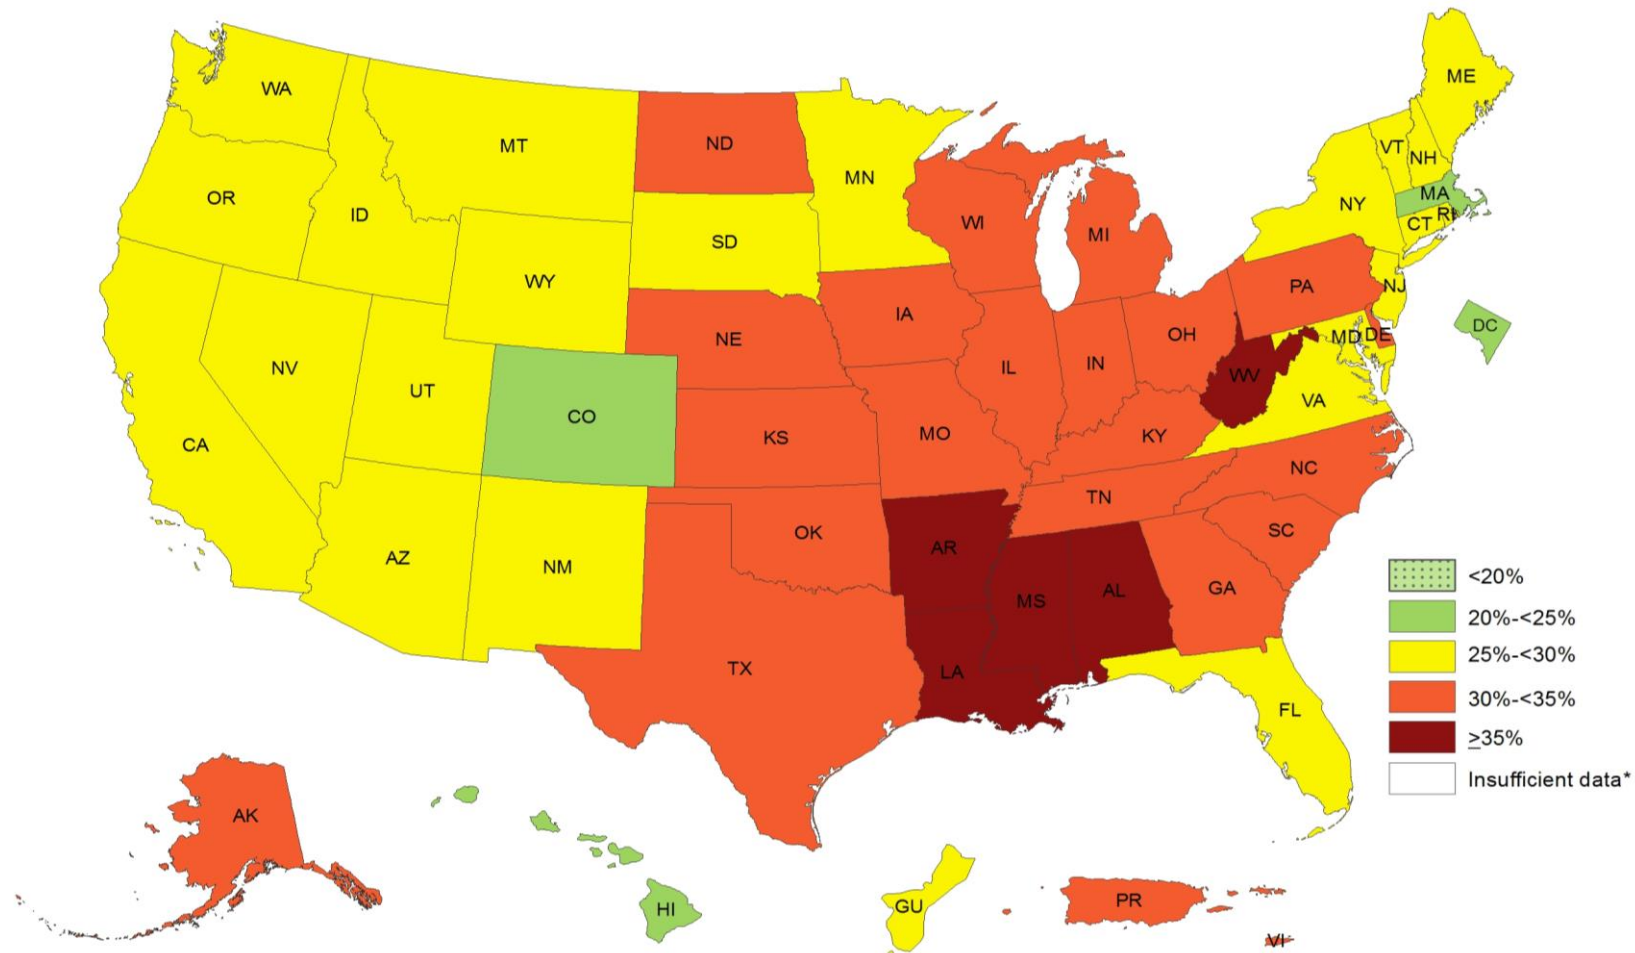 WA
MT
ND
MN
OR
ID
WY
SD
WI
MI
ME
VT
NH
NY
MA
CT
RI
NV
UT
CO
NE
IA
IL
IN
OH
PA
NJ
MD
DE
DC
WV
VA
CA
KS
MO
KY
NC
TN
SC
AZ
NM
OK
AR
MS
AL
GA
TX
LA
FL
AK
HI
GU
PR
VI
<20%
20%-<25%
25%-<30%
30%-<35%
≥35%
Insufficient data*